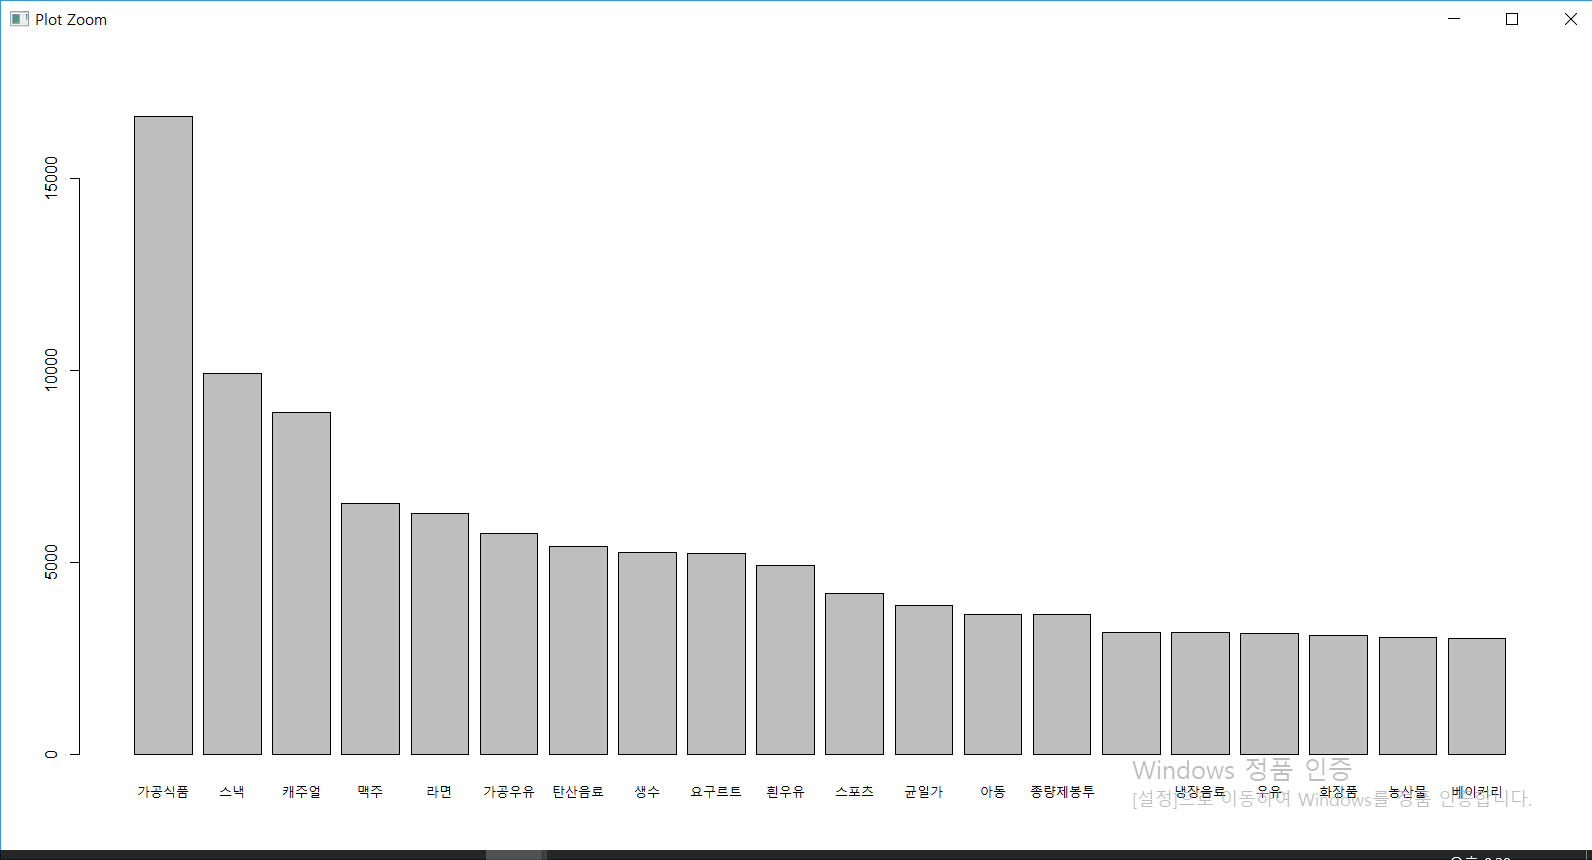 Plot Zoom
15000
10000
5000
0
가공식품 스낵 캐주얼 맥주 라면 가공우유 탄산음료 생수 요구르트 흰우유 스포츠 균일가 아동 종량제봉투 냉장음료 우유 화장품 농산물 베이커리
Windows 정품 인증
[설정]으로 이동하여 Windows를 정품 인증합니다.